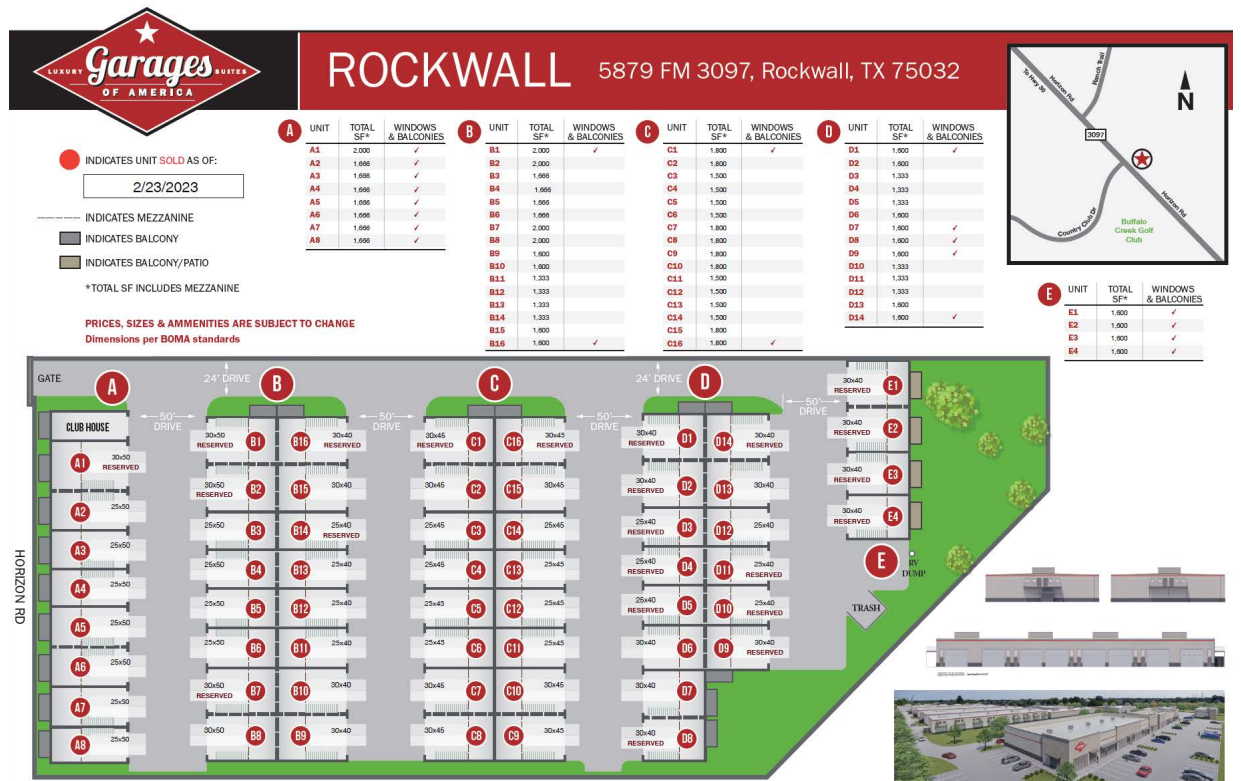 LUXURY Garages SUITES
OF AMERICA
ROCKWALL 5879 FM 3097, Rockwall, TX 75032
INDICATES UNIT SOLD AS OF:
2/23/2023
INDICATES MEZZANINE
INDICATES BALCONY
INDICATES BALCONY/PATIO
*TOTAL SF INCLUDES MEZZANINE
PRICES, SIZES & AMMENITIES ARE SUBJECT TO CHANGE
Dimensions per BOMA standards
A UNIT TOTAL SF* WINDOWS & BALCONIES
A1 2,000 ✓
A2 1,666 ✓
A3 1,666 ✓
A4 1,666 ✓
A5 1,666 ✓
A6 1,666 ✓
A7 1,666 ✓
A8 1,666 ✓
B UNIT TOTAL SF* WINDOWS & BALCONIES
B1 2,000 ✓
B2 2,000
B3 1,666
B4 1,666
B5 1,666
B6 1,666
B7 2,000
B8 2,000
B9 1,600
B10 1,600
B11 1,333
B12 1,333
B13 1,333
B14 1,333
B15 1,600
B16 1,600 ✓
C UNIT TOTAL SF* WINDOWS & BALCONIES
C1 1,800 ✓
C2 1,800
C3 1,500
C4 1,500
C5 1,500
C6 1,500
C7 1,800
C8 1,800
C9 1,800
C10 1,800
C11 1,500
C12 1,500
C13 1,500
C14 1,500
C15 1,800
C16 1,800 ✓
D UNIT TOTAL SF* WINDOWS & BALCONIES
D1 1,600 ✓
D2 1,600
D3 1,333
D4 1,333
D5 1,333
D6 1,600
D7 1,600 ✓
D8 1,600 ✓
D9 1,600 ✓
D10 1,333
D11 1,333
D12 1,333
D13 1,600
D14 1,600 ✓
To Hwy 30
Horizon Rd
Ranch Trail
N
3097
Country Club Dr
Horizon Rd
Buffalo
Creek Golf
Club
E UNIT TOTAL SF* WINDOWS & BALCONIES
E1 1,600 ✓
E2 1,600 ✓
E3 1,600 ✓
E4 1,600 ✓
GATE
HORIZON RD
A
CLUB HOUSE
A1 30x50 RESERVED
A2 25x50
A3 25x50
A4 25x50
A5 25x50
A6 25x50
A7 25x50
A8 25x50
50' DRIVE
24' DRIVE
B
30x50 RESERVED B1 B16 30x40 RESERVED
30x50 RESERVED B2 B15 30x40
25x50 RESERVED B3 B14 25x40 RESERVED
25x50 B4 B13 25x40
25x50 B5 B12 25x40
25x50 B6 B11 25x40
30x50 RESERVED B7 B10 30x40
30x50 B8 B9 30x40
50' DRIVE
C
30x45 RESERVED C1 C16 30x45 RESERVED
30x45 C2 C15 30x45
25x45 C3 C14 25x45
25x45 C4 C13 25x45
25x45 C5 C12 25x45
25x45 C6 C11 25x45
30x45 C7 C10 30x45
30x45 C8 C9 30x45
50' DRIVE
50' DRIVE
24' DRIVE
D
30x40 RESERVED D1 D14 30x40 RESERVED
30x40 RESERVED D2 D13 30x40
25x40 RESERVED D3 D12 25x40
25x40 RESERVED D4 D11 25x40 RESERVED
25x40 RESERVED D5 D10 25x40 RESERVED
30x40 D6 D9 30x40 RESERVED
30x40 D7
30x40 RESERVED D8
50' DRIVE
30x40 RESERVED E1
30x40 RESERVED E2
30x40 RESERVED E3
30x40 RESERVED E4
E
RV
DUMP
TRASH